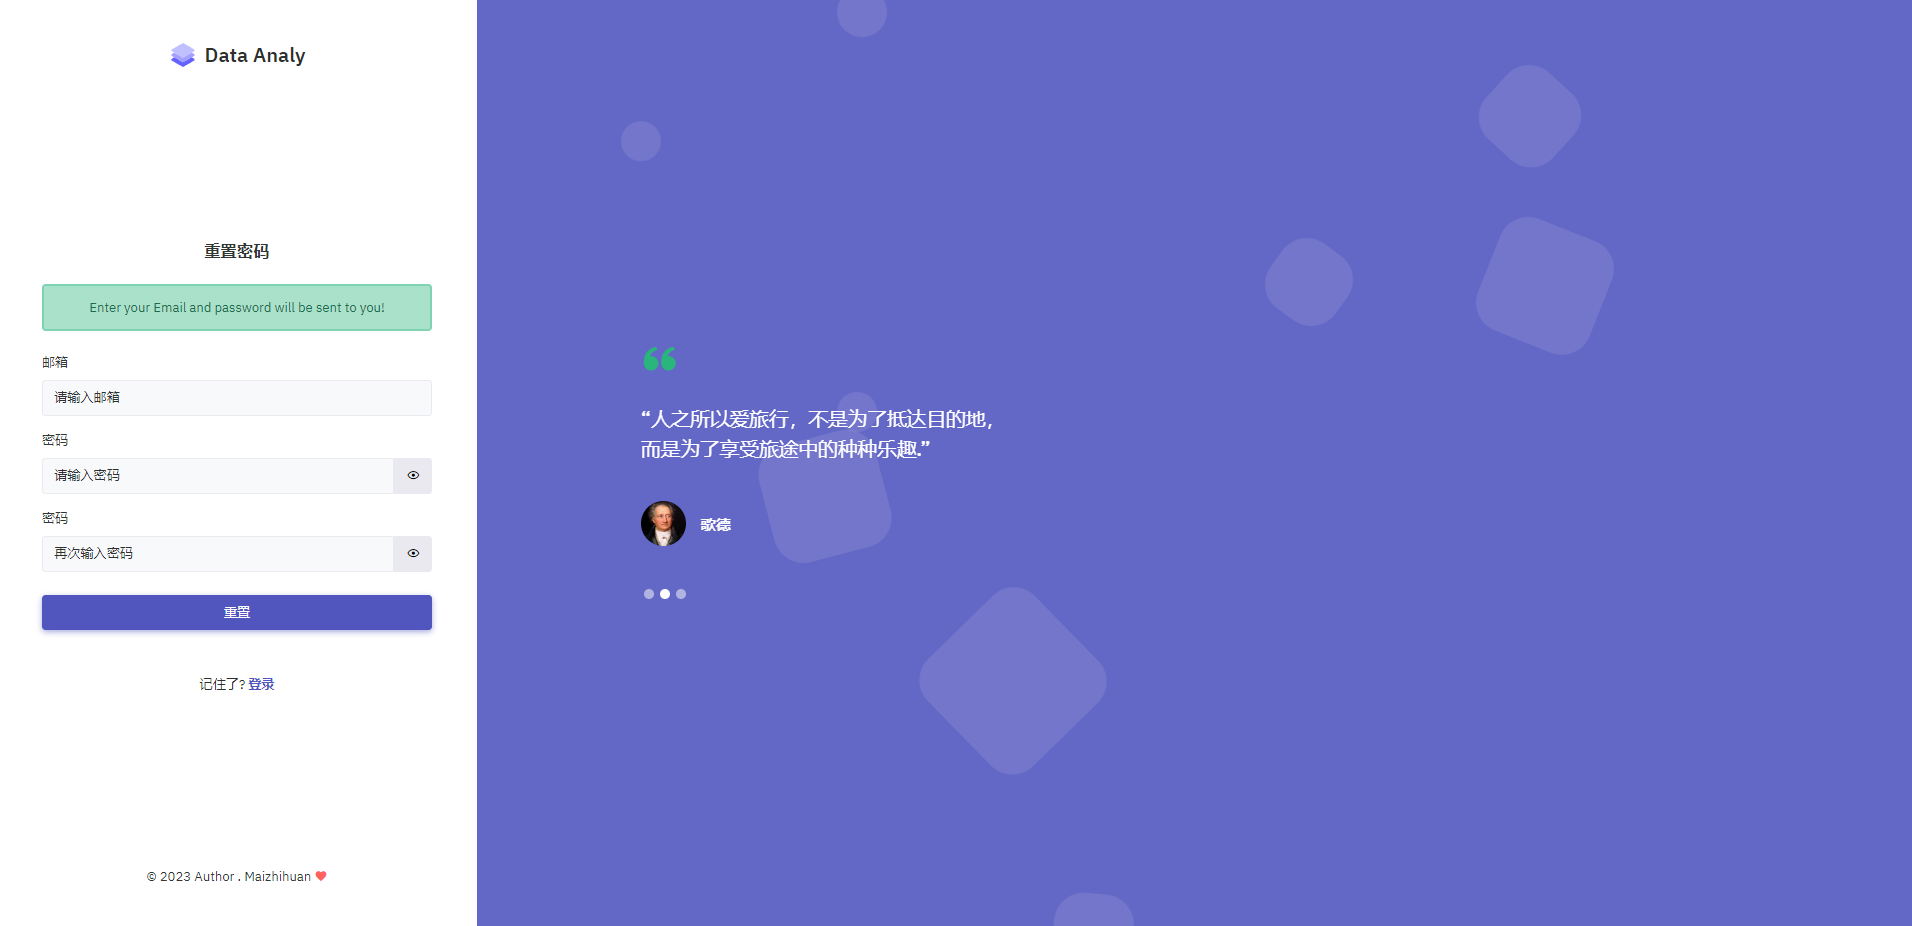 Data Analy
重置密码
Enter your Email and password will be sent to you!
邮箱
请输入邮箱
密码
请输入密码
密码
再次输入密码
重置
记住了? 登录
© 2023 Author . Maizhihuan
“人之所以爱旅行，不是为了抵达目的地，
而是为了享受旅途中的种种乐趣.”
歌德